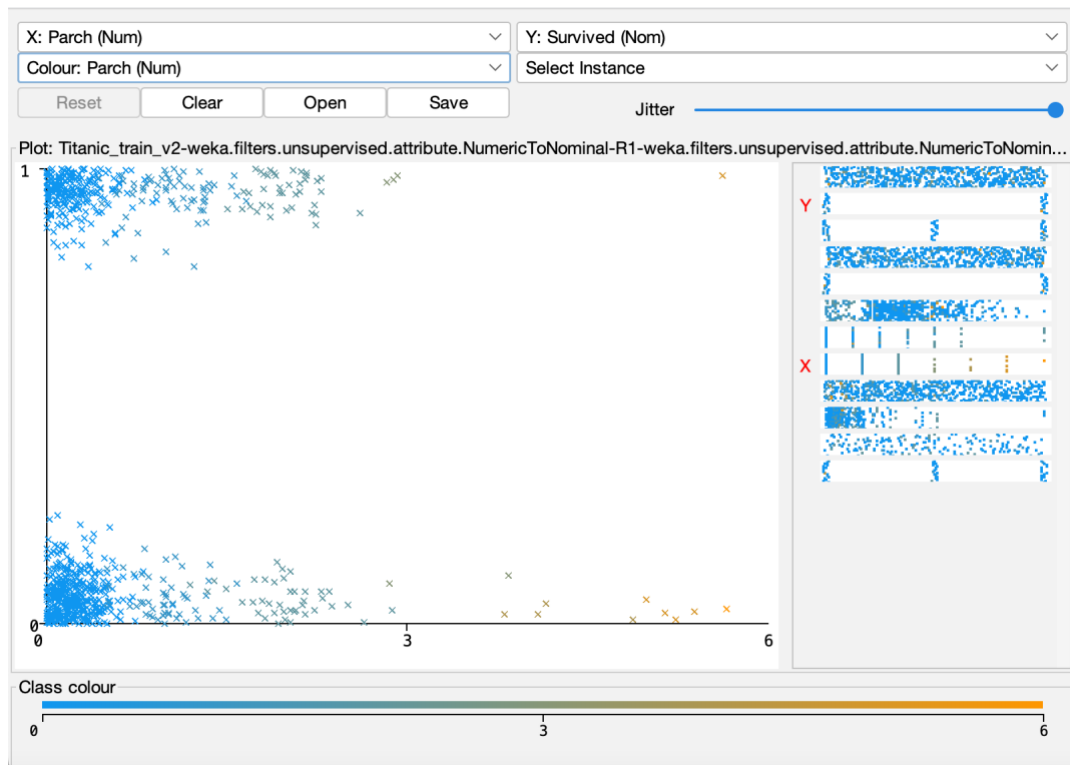 X: Parch (Num) Y: Survived (Nom)
Colour: Parch (Num) Select Instance
Reset Clear Open Save Jitter
Plot: Titanic_train_v2-weka.filters.unsupervised.attribute.NumericToNominal-R1-weka.filters.unsupervised.attribute.NumericToNomin...
1
Y
X
0
0 3 6
Class colour
0 3 6